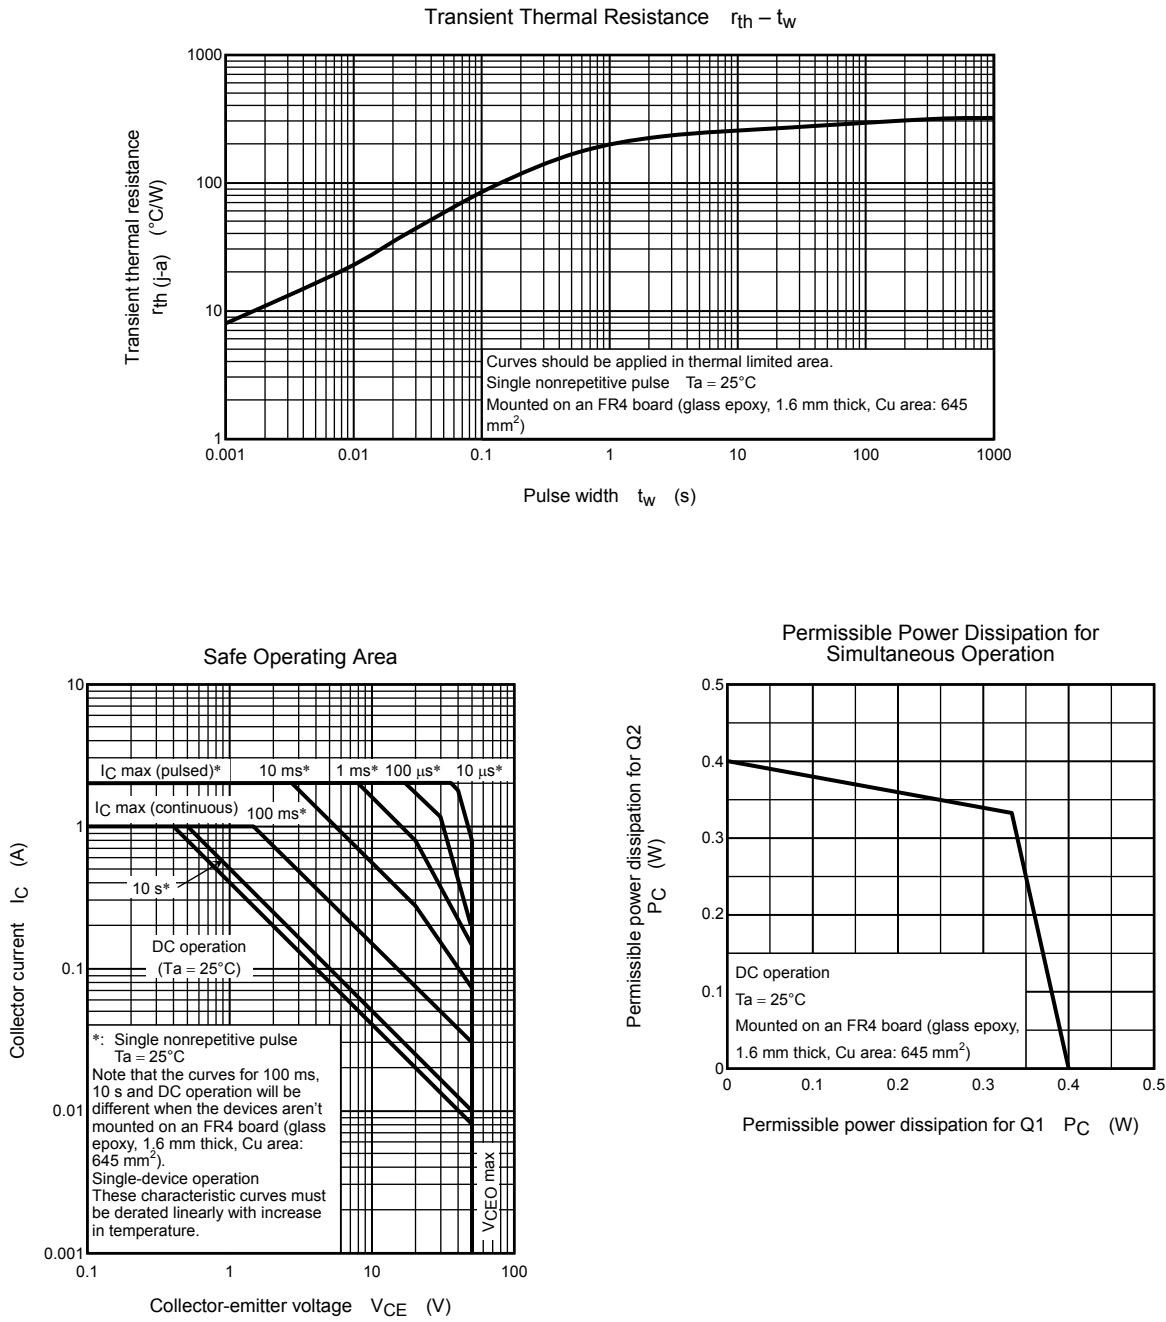 Transient Thermal Resistance rth – tw
Transient thermal resistance
rth (j-a) (°C/W)
1000
100
10
1
Curves should be applied in thermal limited area.
Single nonrepetitive pulse Ta = 25°C
Mounted on an FR4 board (glass epoxy, 1.6 mm thick, Cu area: 645
mm²)
0.001 0.01 0.1 1 10 100 1000
Pulse width tw (s)
Safe Operating Area
Collector current IC (A)
10
1
0.1
0.01
0.001
IC max (pulsed)* 10 ms* 1 ms* 100 μs* 10 μs*
IC max (continuous) 100 ms*
10 s*
DC operation
(Ta = 25°C)
*: Single nonrepetitive pulse
Ta = 25°C
Note that the curves for 100 ms,
10 s and DC operation will be
different when the devices aren't
mounted on an FR4 board (glass
epoxy, 1.6 mm thick, Cu area:
645 mm²).
Single-device operation
These characteristic curves must
be derated linearly with increase
in temperature.
VCEO max
0.1 1 10 100
Collector-emitter voltage VCE (V)
Permissible Power Dissipation for
Simultaneous Operation
Permissible power dissipation for Q2
PC (W)
0.5
0.4
0.3
0.2
0.1
0
DC operation
Ta = 25°C
Mounted on an FR4 board (glass epoxy,
1.6 mm thick, Cu area: 645 mm²)
0 0.1 0.2 0.3 0.4 0.5
Permissible power dissipation for Q1 PC (W)